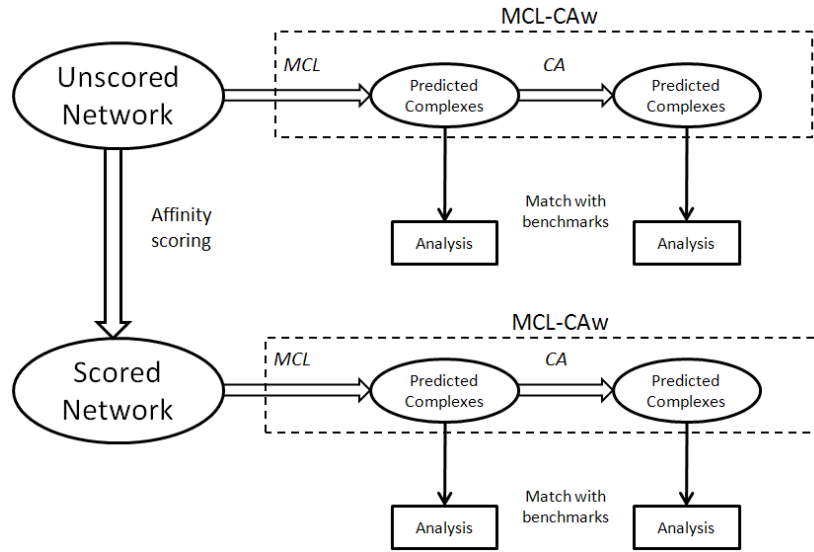 MCL-CAw
Unscored
Network
MCL
Predicted
Complexes
CA
Predicted
Complexes
Affinity
scoring
Match with
benchmarks
Analysis
Analysis
MCL-CAw
Scored
Network
MCL
Predicted
Complexes
CA
Predicted
Complexes
Match with
benchmarks
Analysis
Analysis